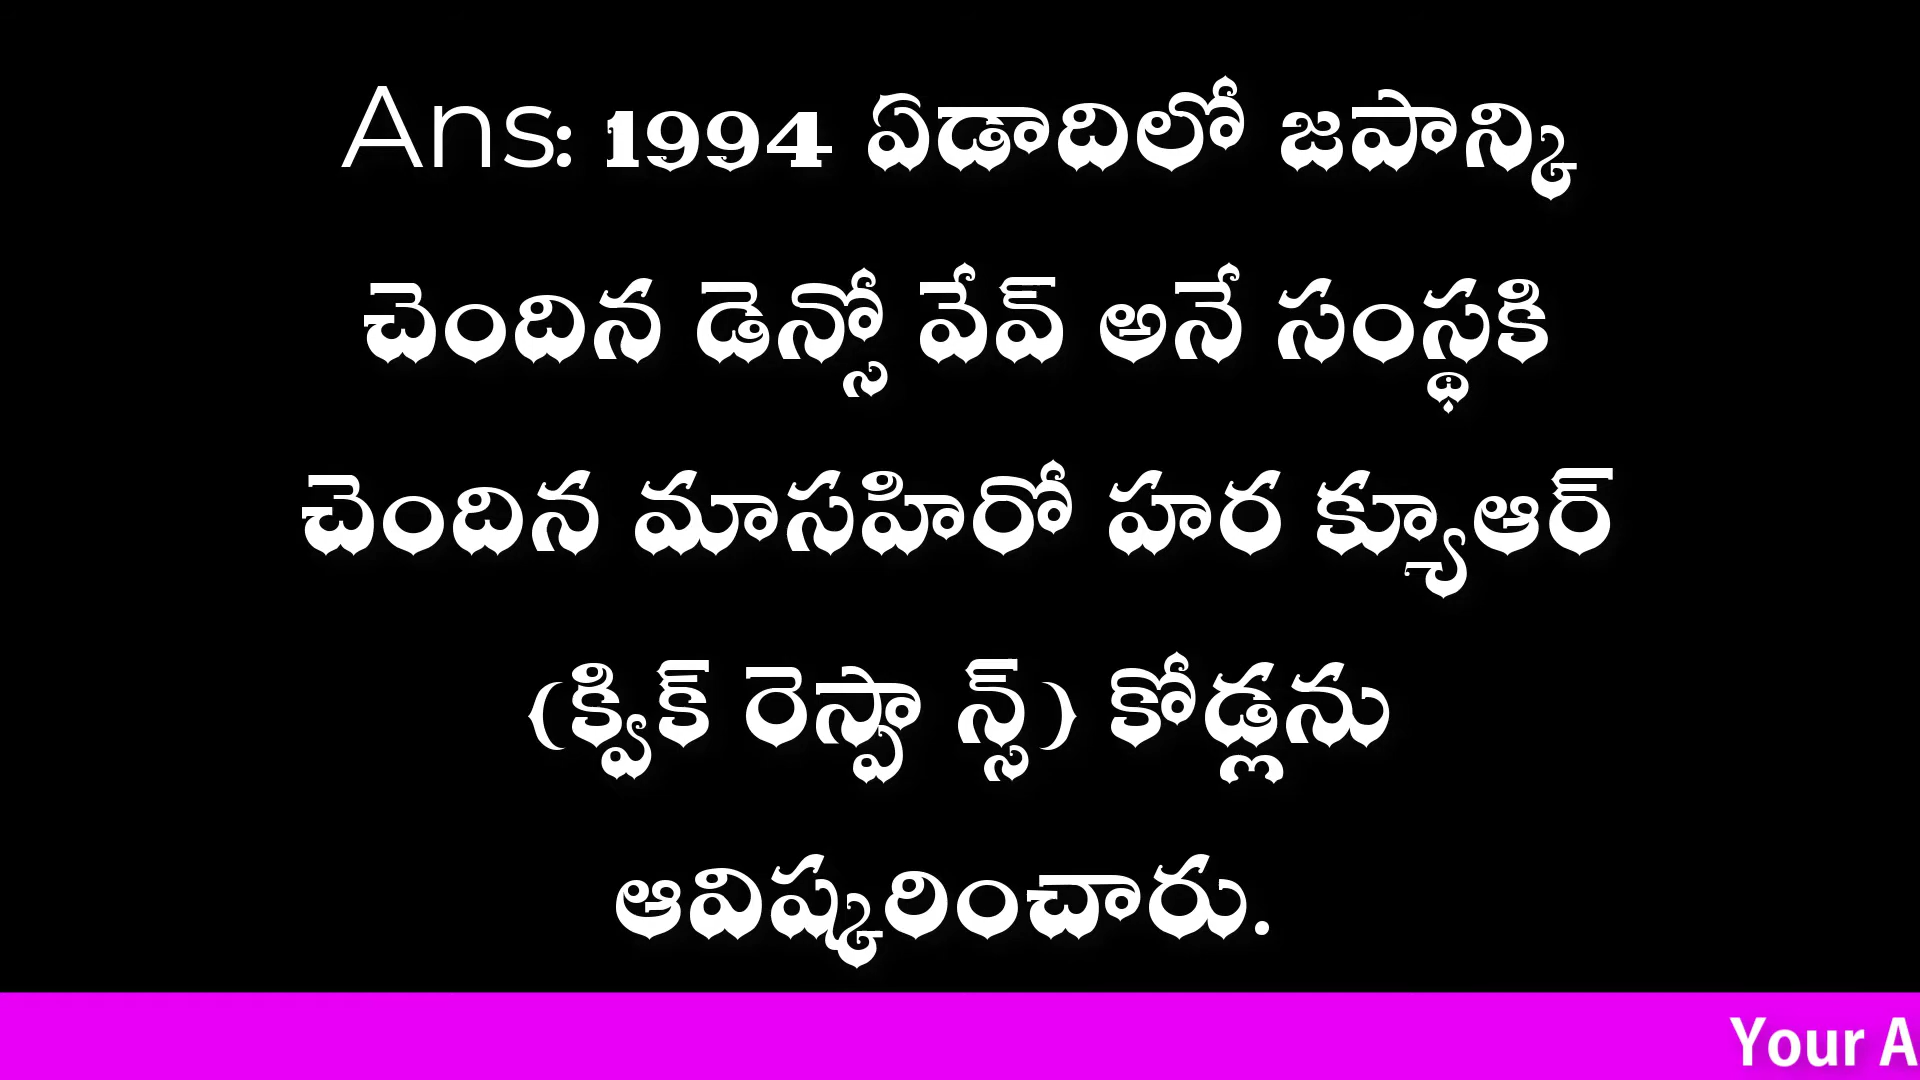 Ans: 1994 ఏడాదిలో జపాన్కి
చెందిన డెన్సో వేవ్ అనే సంస్థకి
చెందిన మాసహిరో హర క్యూఆర్
(క్విక్ రెస్పా న్స్) కోడ్లను
ఆవిష్కరించారు.
Your A